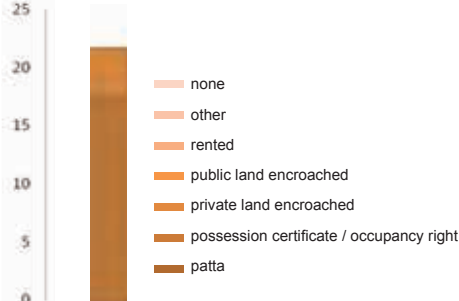 25
20
15
10
5
0
none
other
rented
public land encroached
private land encroached
possession certificate / occupancy right
patta